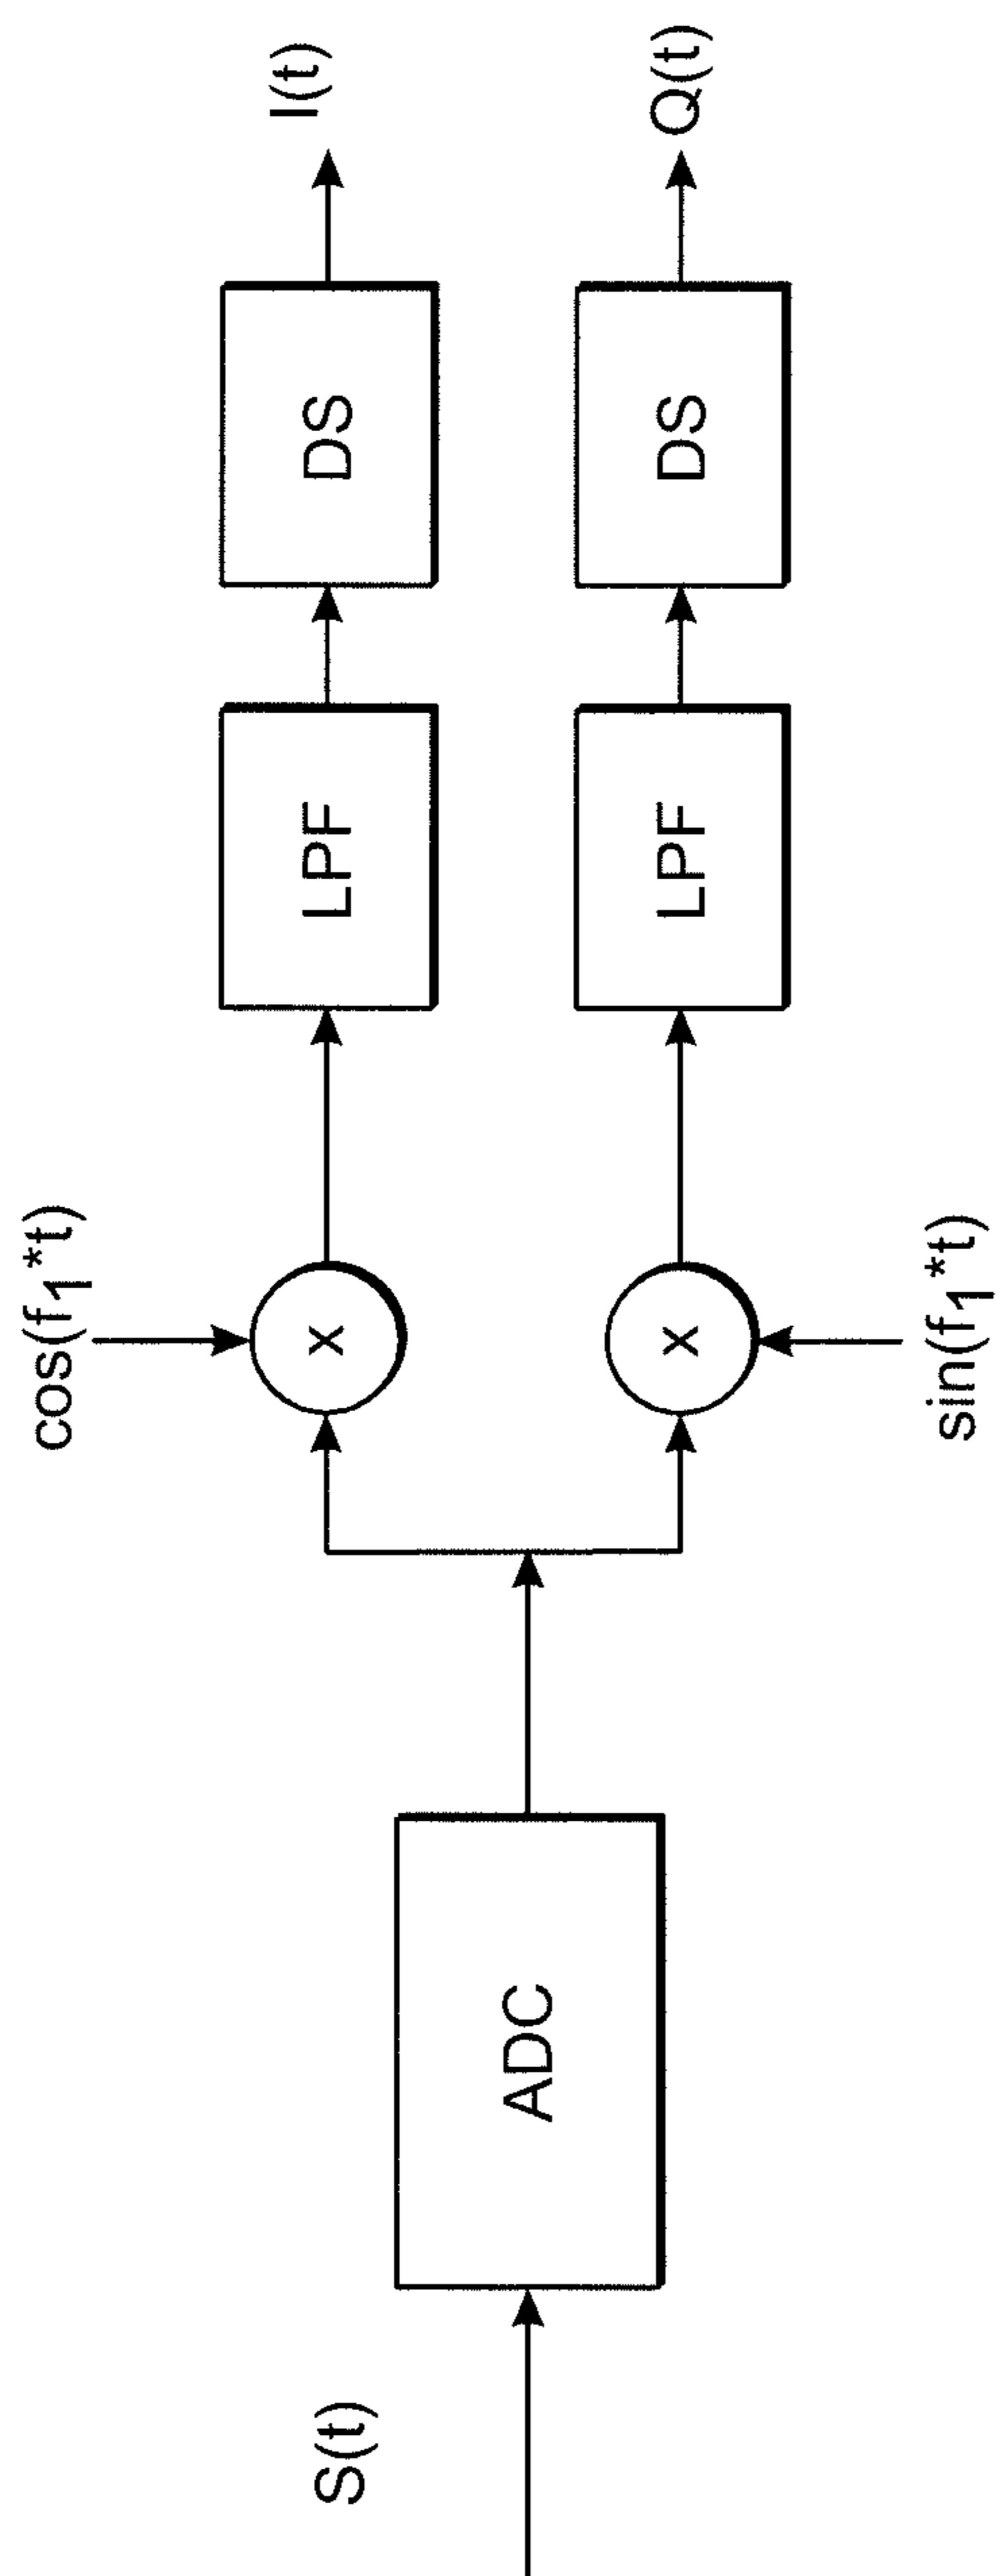 S(t)
ADC
cos(f₁*t)
X
LPF
DS
I(t)
sin(f₁*t)
X
LPF
DS
Q(t)